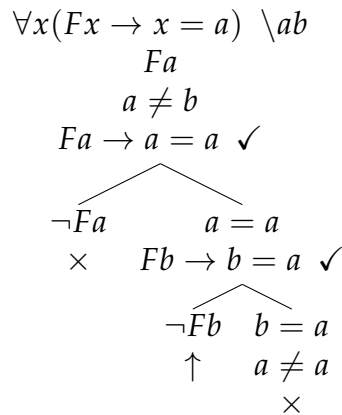 ∀x(Fx → x = a) \ab
Fa
a ≠ b
Fa → a = a ✓
¬Fa a = a
× Fb → b = a ✓
¬Fb b = a
↑ a ≠ a
×